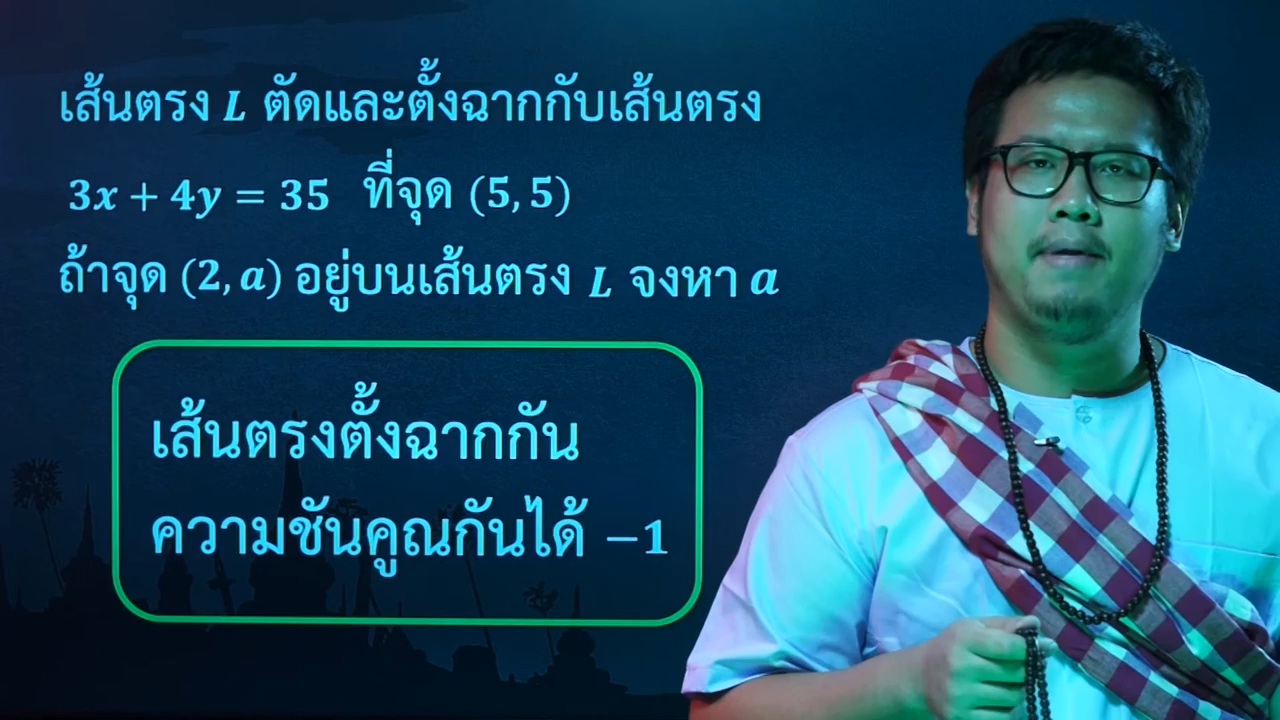 เส้นตรง L ตัดและตั้งฉากกับเส้นตรง
3x + 4y = 35 ที่จุด (5, 5)
ถ้าจุด (2, a) อยู่บนเส้นตรง L จงหา a
เส้นตรงตั้งฉากกัน
ความชันคูณกันได้ −1